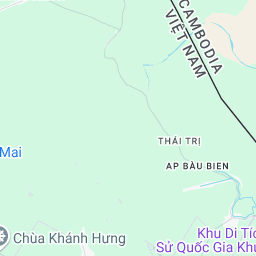 CAMBODIA
VIỆT NAM
THÁI TRỊ
Mai
AP BÀU BIEN
Chùa Khánh Hưng
Khu Di Tíc
Sử Quốc Gia Khu